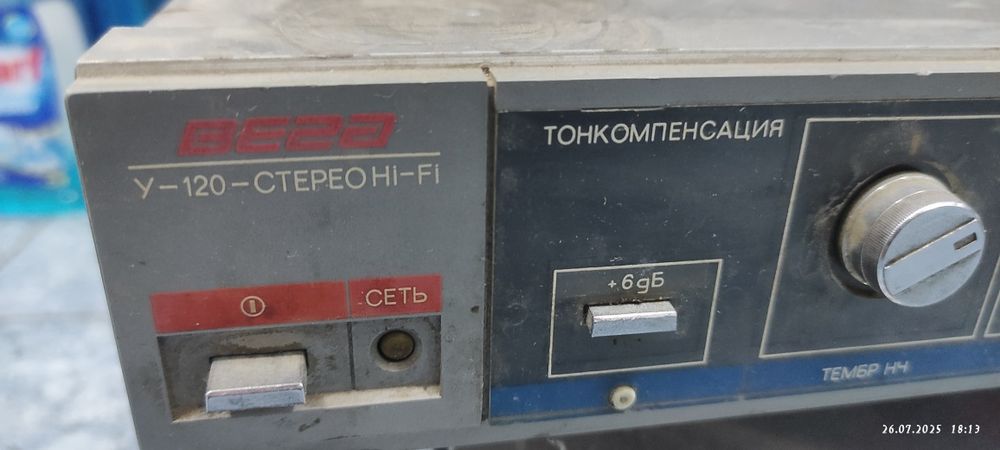 ВЕГА
У-120-СТЕРЕО Hi-Fi
СЕТЬ
ТОНКОМПЕНСАЦИЯ
+6дБ
ТЕМБР НЧ
26.07.2025 18:13